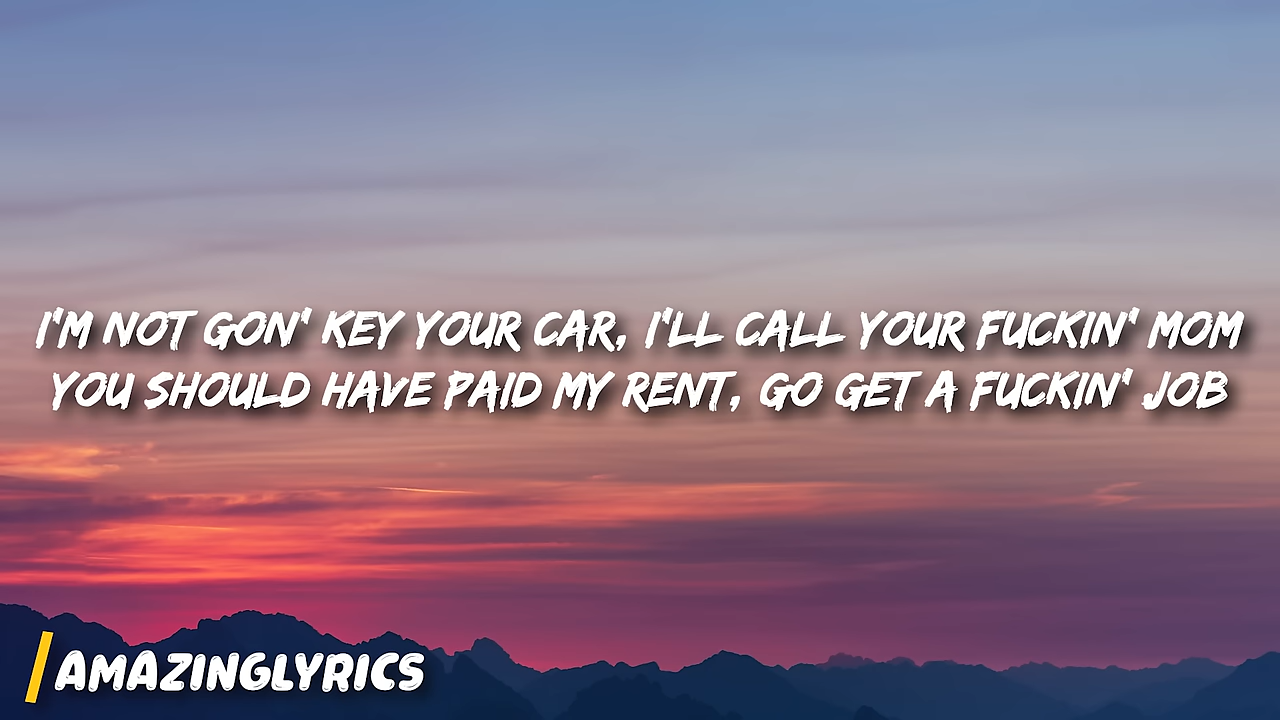 I'M NOT GON' KEY YOUR CAR, I'LL CALL YOUR FUCKIN' MOM
YOU SHOULD HAVE PAID MY RENT, GO GET A FUCKIN' JOB
AMAZINGLYRICS